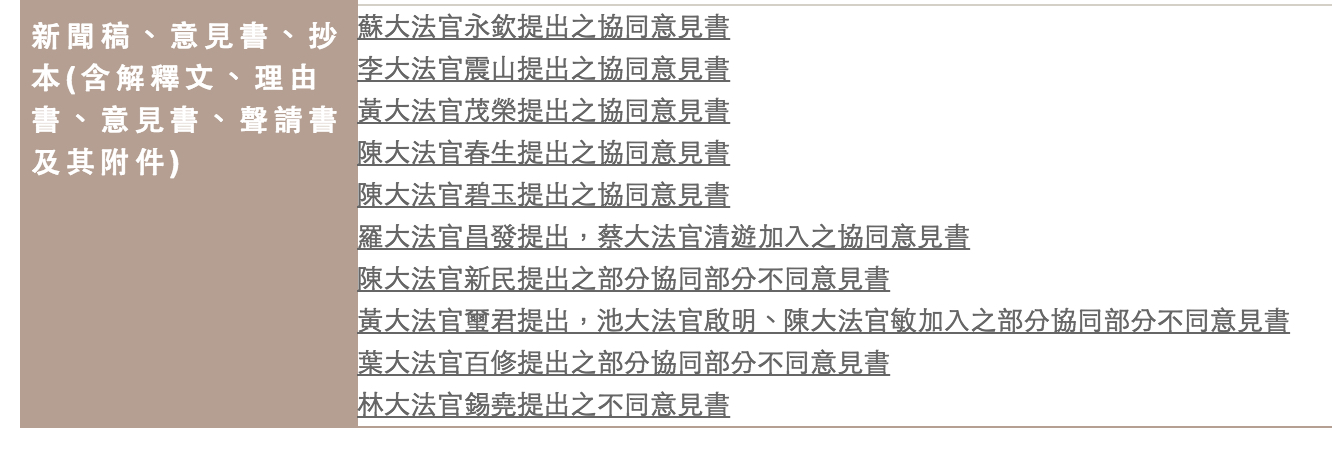 新聞稿、意見書、抄
本(含解釋文、理由
書、意見書、聲請書
及其附件)
蘇大法官永欽提出之協同意見書
李大法官震山提出之協同意見書
黃大法官茂榮提出之協同意見書
陳大法官春生提出之協同意見書
陳大法官碧玉提出之協同意見書
羅大法官昌發提出，蔡大法官清遊加入之協同意見書
陳大法官新民提出之部分協同部分不同意見書
黃大法官璽君提出，池大法官啟明、陳大法官敏加入之部分協同部分不同意見書
葉大法官百修提出之部分協同部分不同意見書
林大法官錫堯提出之不同意見書